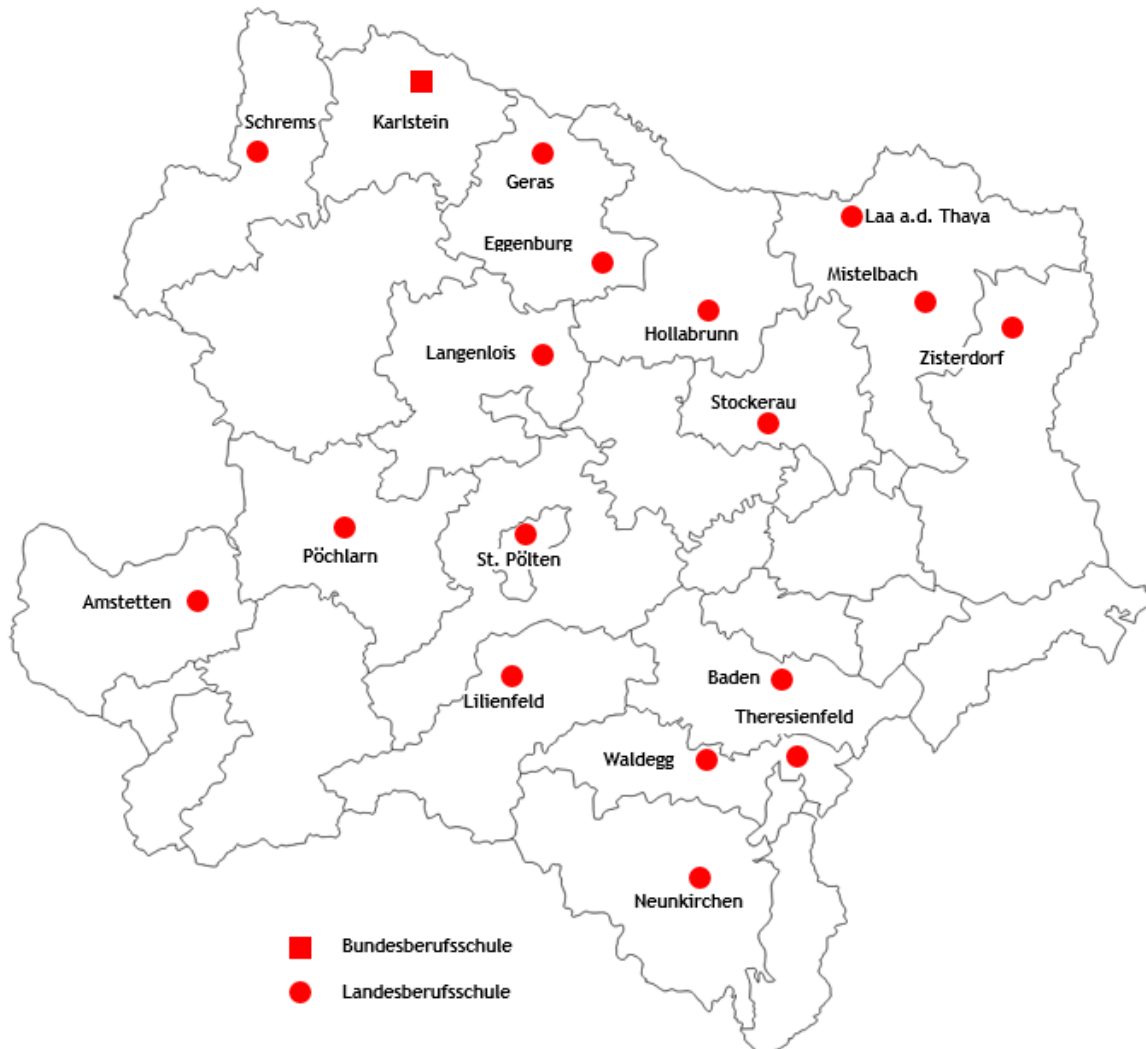 Schrems
Karlstein
Geras
Laa a.d. Thaya
Eggenburg
Mistelbach
Hollabrunn
Langenlois
Zisterdorf
Stockerau
Pöchlarn
St. Pölten
Amstetten
Baden
Lilienfeld
Theresienfeld
Waldegg
Neunkirchen
Bundesberufsschule
Landesberufsschule